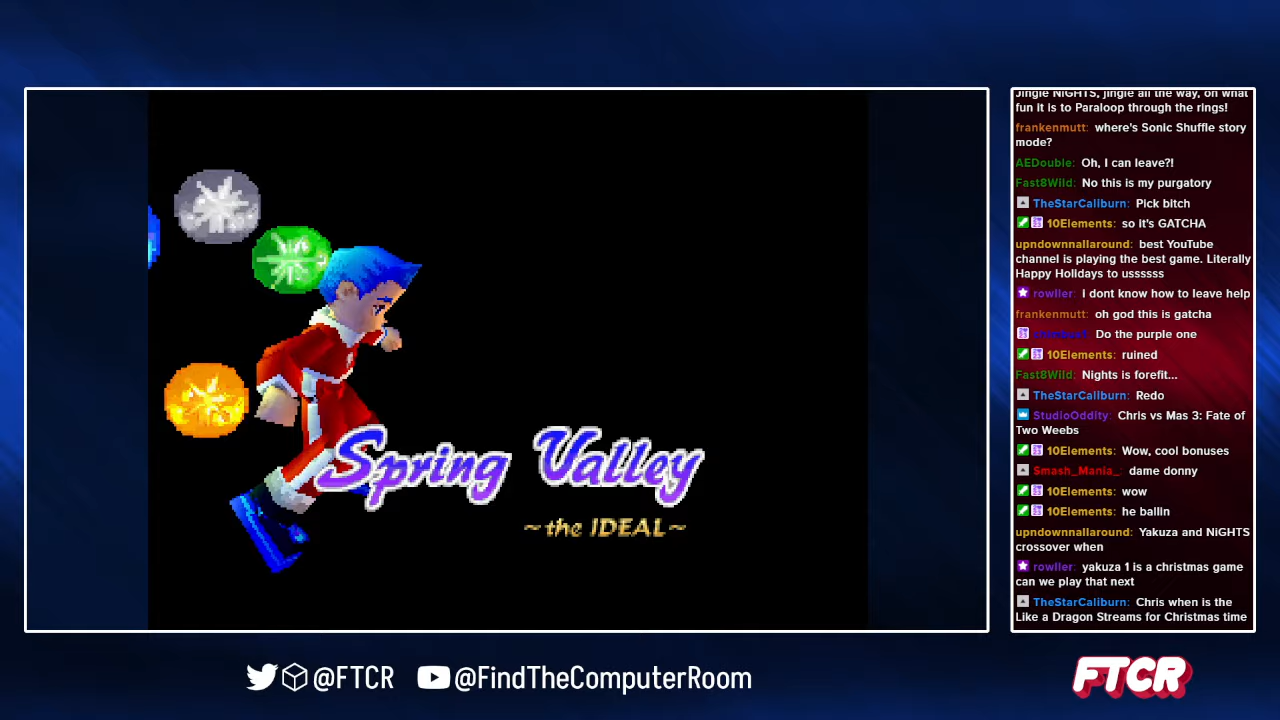 Spring Valley
~the IDEAL~
Jingle NiGHTS, jingle all the way, oh what
fun it is to Paraloop through the rings!
frankenmutt: where's Sonic Shuffle story
mode?
AEDouble: Oh, I can leave?!
Fast8Wild: No this is my purgatory
TheStarCaliburn: Pick bitch
10Elements: so it's GATCHA
upndownnallaround: best YouTube
channel is playing the best game. Literally
Happy Holidays to ussssss
rowller: I dont know how to leave help
frankenmutt: oh god this is gatcha
Do the purple one
10Elements: ruined
Fast8Wild: Nights is forefit...
TheStarCaliburn: Redo
StudioOddity: Chris vs Mas 3: Fate of
Two Weebs
10Elements: Wow, cool bonuses
Smash_Mania_: dame donny
10Elements: wow
10Elements: he ballin
upndownnallaround: Yakuza and NiGHTS
crossover when
rowller: yakuza 1 is a christmas game
can we play that next
TheStarCaliburn: Chris when is the
Like a Dragon Streams for Christmas time
@FTCR @FindTheComputerRoom
FTCR